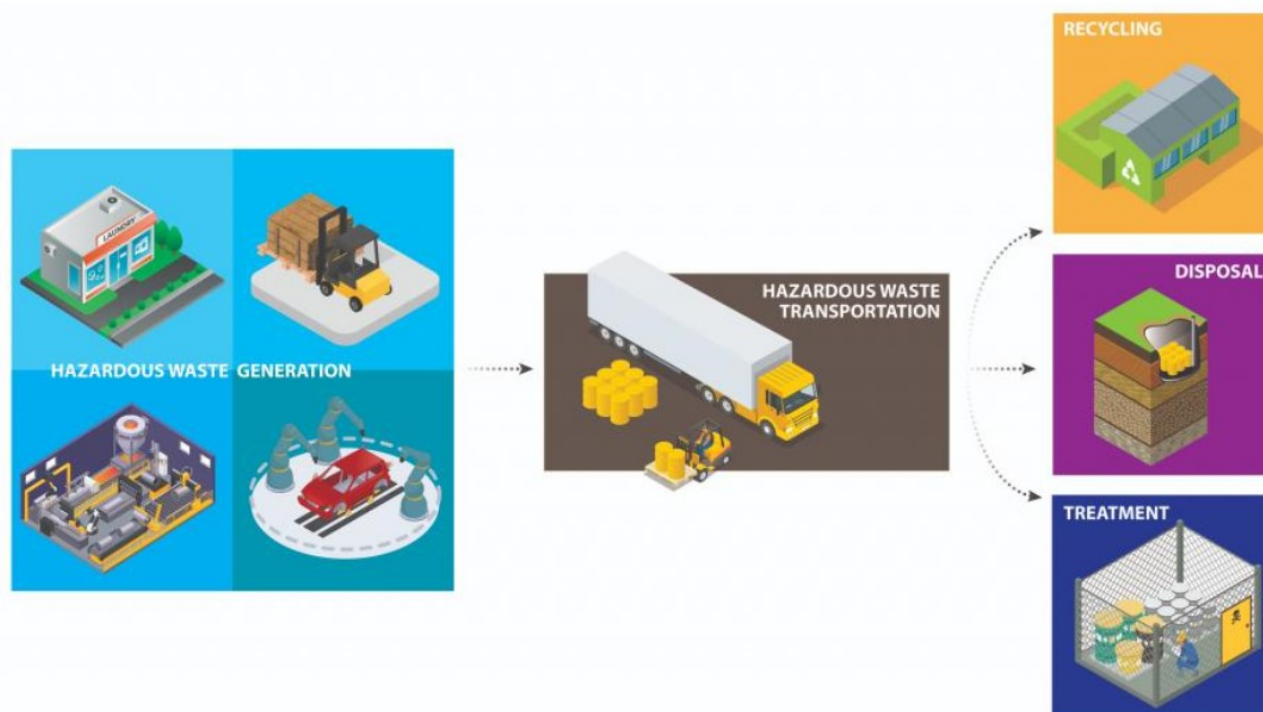 LAUNDRY
HAZARDOUS WASTE GENERATION
HAZARDOUS WASTE
TRANSPORTATION
RECYCLING
DISPOSAL
TREATMENT